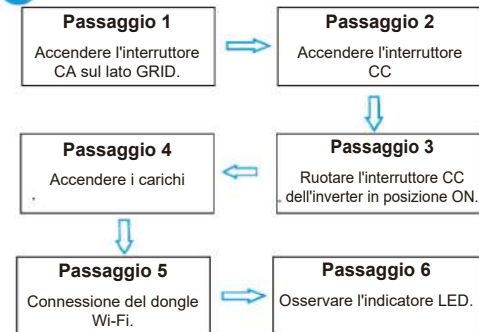 Passaggio 1
Accendere l'interruttore
CA sul lato GRID.
Passaggio 2
Accendere l'interruttore
CC
Passaggio 3
Ruotare l'interruttore CC
dell'inverter in posizione ON.
Passaggio 4
Accendere i carichi
Passaggio 5
Connessione del dongle
Wi-Fi.
Passaggio 6
Osservare l'indicatore LED.